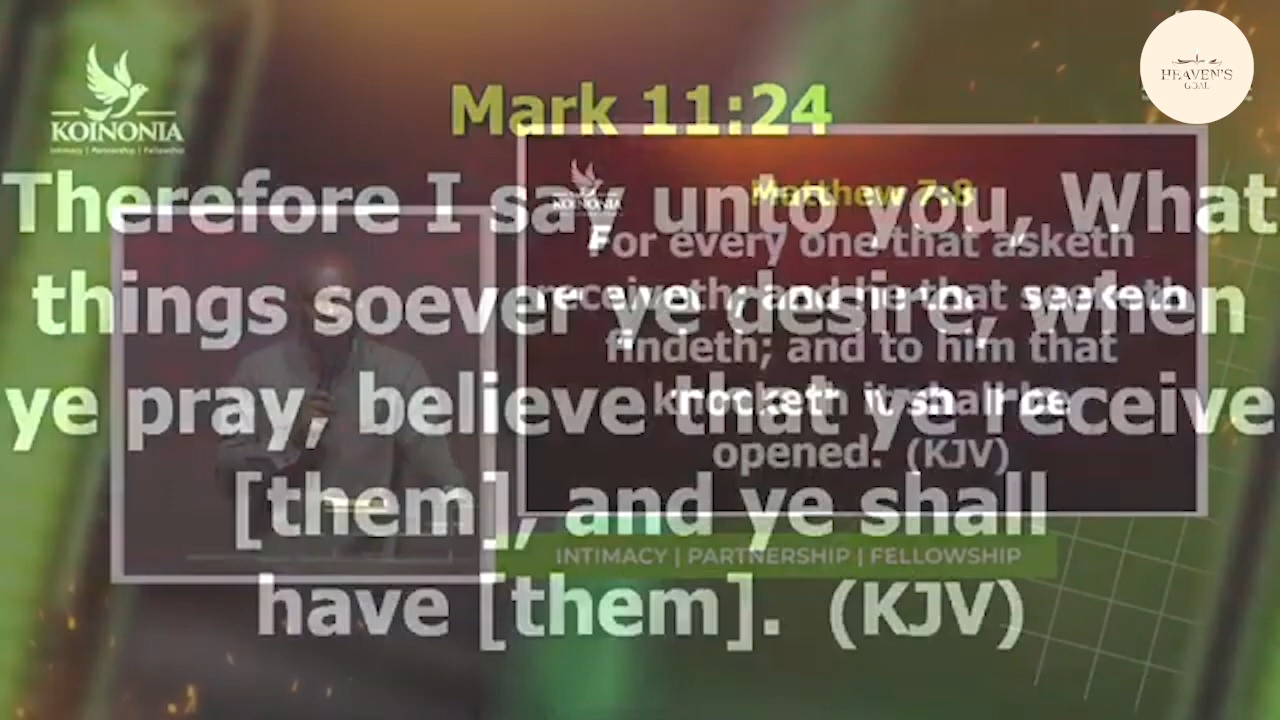 KOINONIA
Intimacy | Partnership | Fellowship
HEAVEN'S
GOAL
Mark 11:24
Therefore I say unto you, What
things soever ye desire, when
ye pray, believe that ye receive
[them], and ye shall
have [them]. (KJV)
KOINONIA
Matthew 7:8
For every one that asketh
receiveth; and he that seeketh
findeth; and to him that
knocketh it shall be
opened. (KJV)
INTIMACY | PARTNERSHIP | FELLOWSHIP